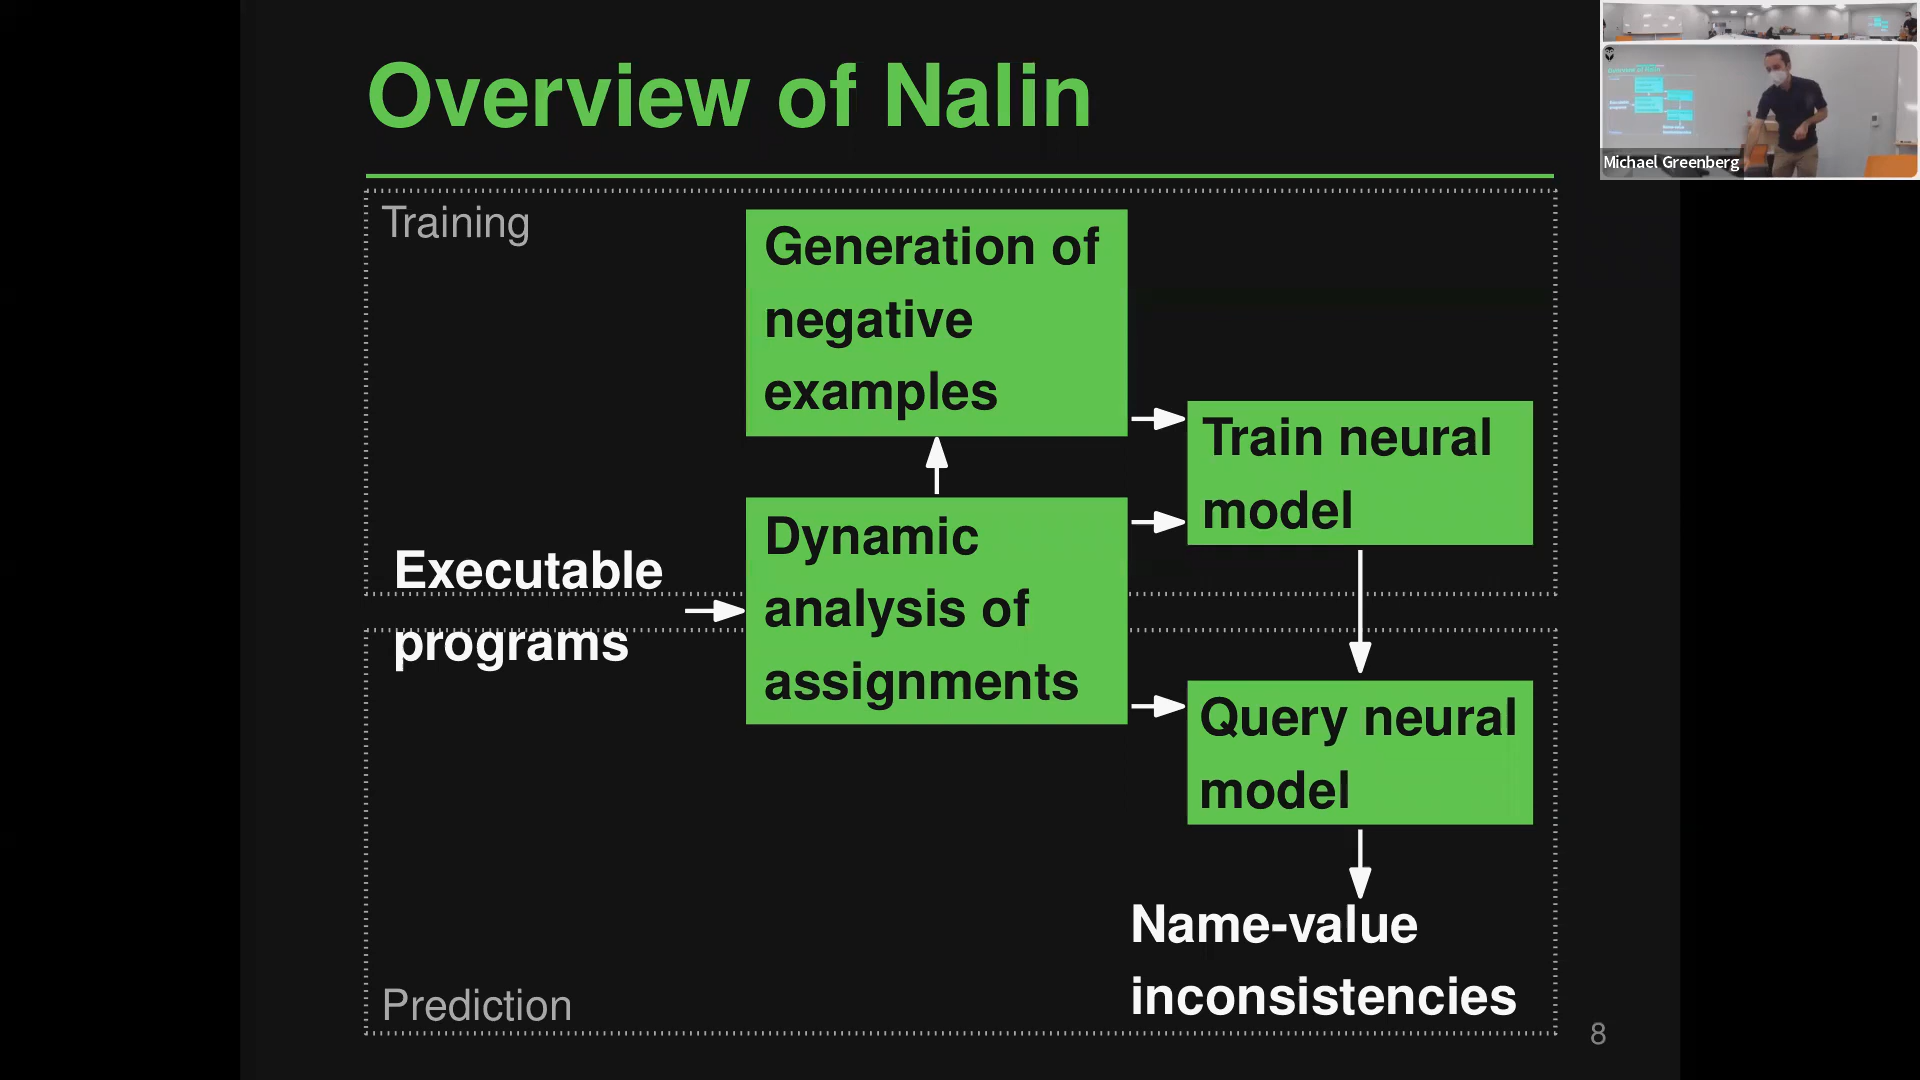 Overview of Nalin
Training
Generation of
negative
examples
Train neural
model
Dynamic
analysis of
assignments
Executable
programs
Query neural
model
Name-value
inconsistencies
Prediction
8
Michael Greenberg